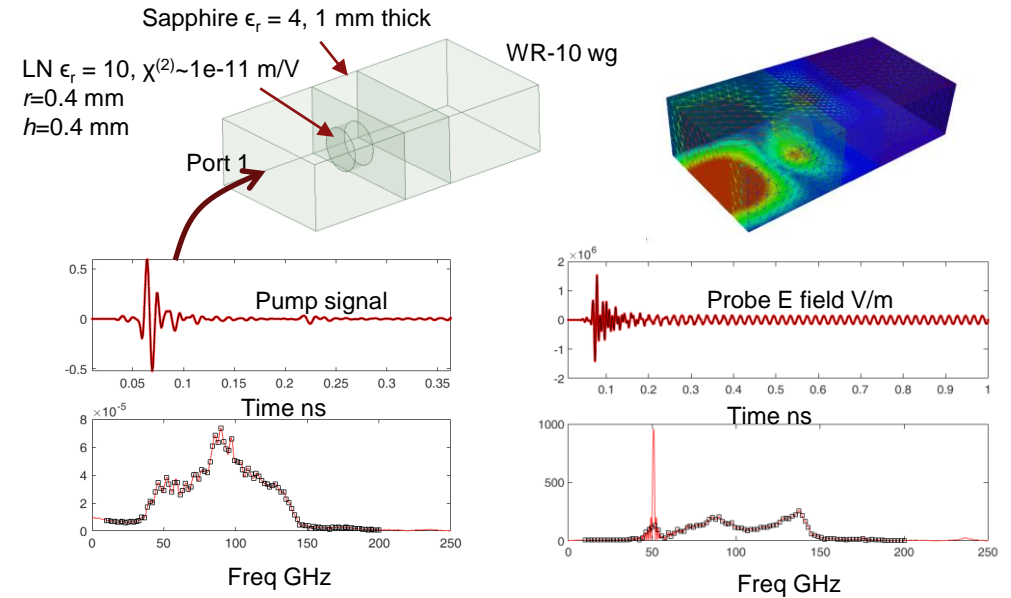 Sapphire ϵᵣ = 4, 1 mm thick
LN ϵᵣ = 10, χ⁽²⁾~1e-11 m/V
r=0.4 mm
h=0.4 mm
WR-10 wg
Port 1
0.5
0
-0.5
Pump signal
0.05 0.1 0.15 0.2 0.25 0.3 0.35
Time ns
×10⁻⁵
8
6
4
2
0
0 50 100 150 200 250
Freq GHz
×10⁶
2
1
0
-1
-2
Probe E field V/m
0.1 0.2 0.3 0.4 0.5 0.6 0.7 0.8 0.9 1
Time ns
1000
500
0
0 50 100 150 200 250
Freq GHz